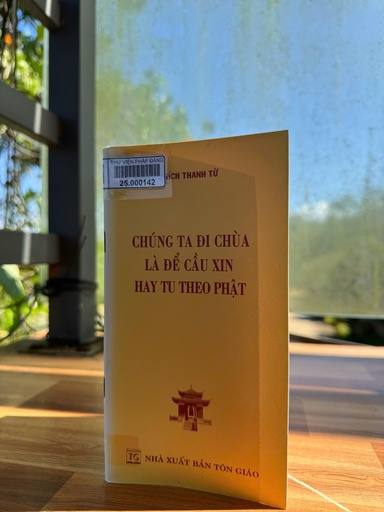 THƯ VIỆN PHÁP ĐĂNG
25.000142
THÍCH THANH TỪ
CHÚNG TA ĐI CHÙA
LÀ ĐỂ CẦU XIN
HAY TU THEO PHẬT
TG
NHÀ XUẤT BẢN TÔN GIÁO